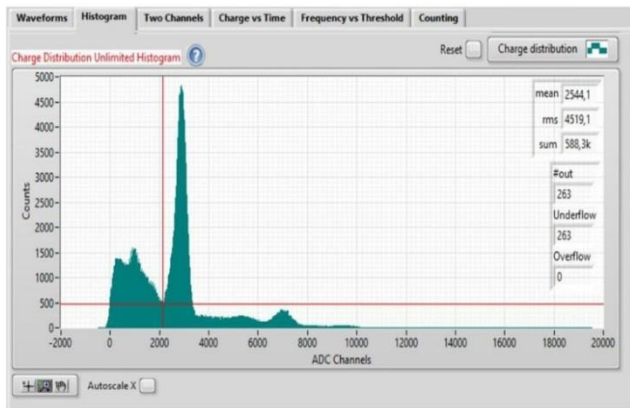 Waveforms Histogram Two Channels Charge vs Time Frequency vs Threshold Counting
Charge Distribution Unlimited Histogram ? Reset Charge distribution
5000
4500
4000
3500
3000
2500
2000
1500
1000
500
0
Counts
mean 2544,1
rms 4519,1
sum 588,3k
#out
263
Underflow
263
Overflow
0
-2000 0 2000 4000 6000 8000 10000 12000 14000 16000 18000 20000
ADC Channels
Autoscale X